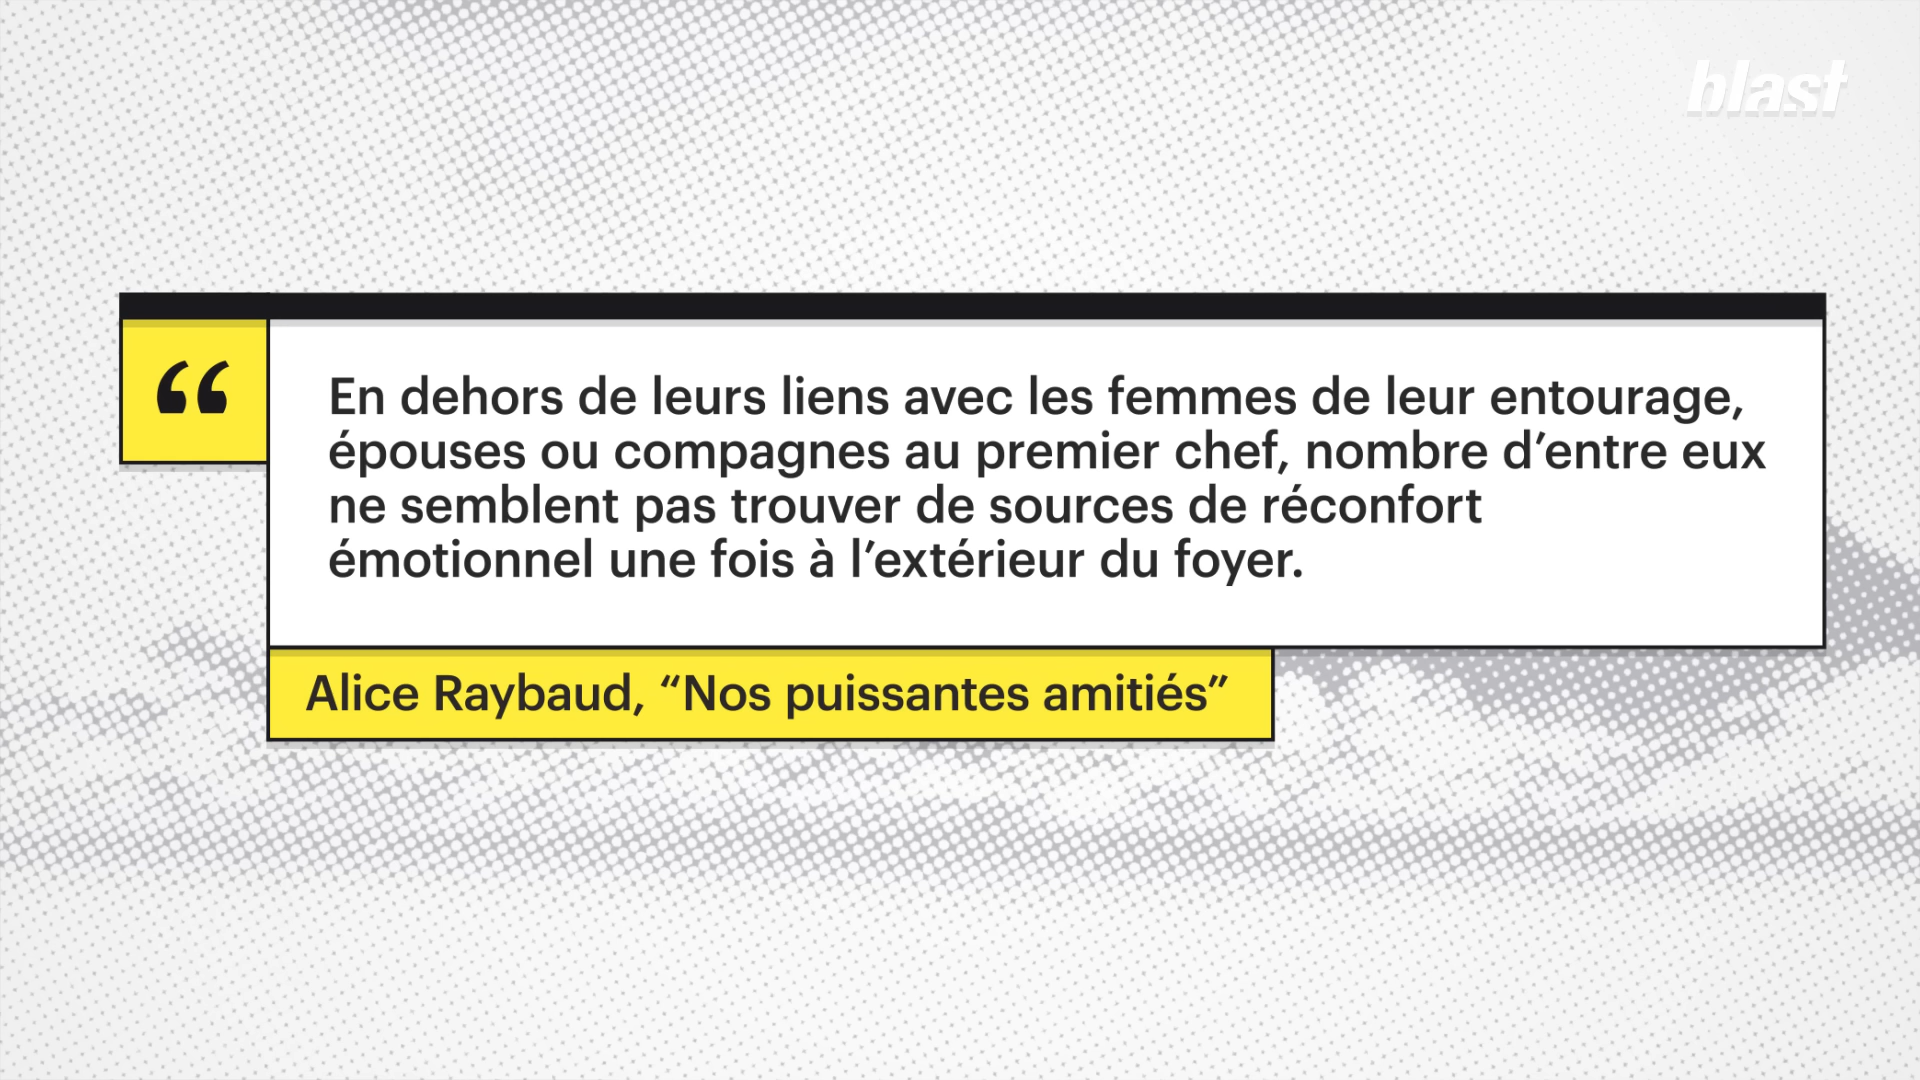 blast
“
En dehors de leurs liens avec les femmes de leur entourage,
épouses ou compagnes au premier chef, nombre d’entre eux
ne semblent pas trouver de sources de réconfort
émotionnel une fois à l’extérieur du foyer.
Alice Raybaud, “Nos puissantes amitiés”